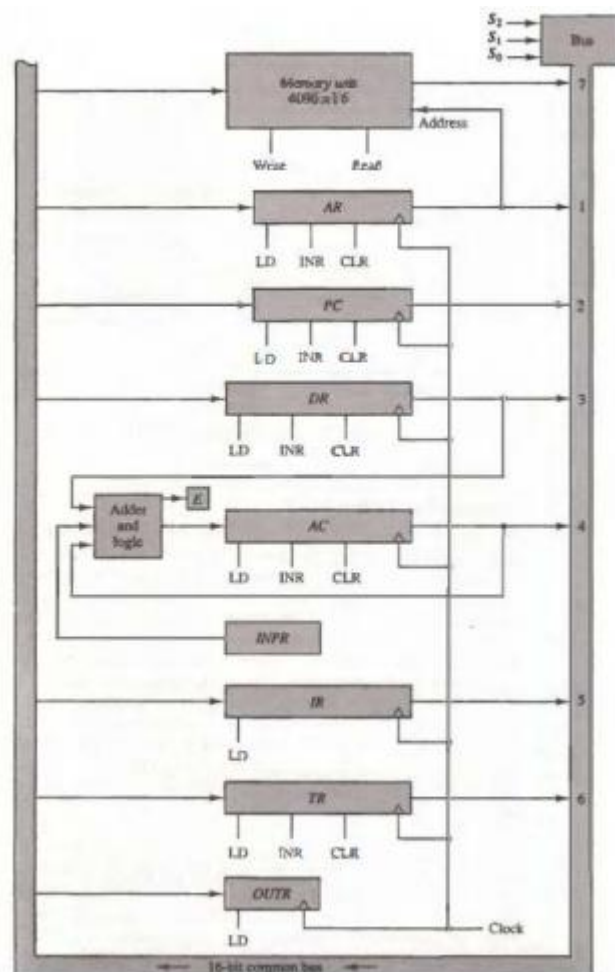 S2
S1
S0
Bus
Memory unit
4096 x 16
7
Address
Write Read
AR
1
LD INR CLR
PC
2
LD INR CLR
DR
3
LD INR CLR
Adder
and
logic
E
AC
4
LD INR CLR
INPR
IR
5
LD
TR
6
LD INR CLR
OUTR
LD
Clock
16-bit common bus